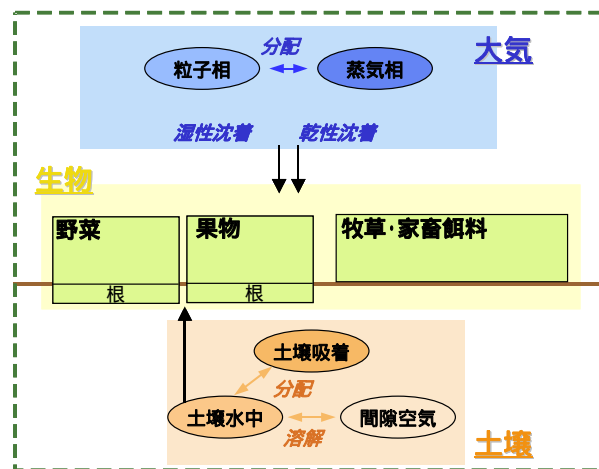 大気
分配
粒子相
蒸気相
湿性沈着
乾性沈着
生物
野菜
果物
牧草・家畜餌料
根
根
土壌吸着
分配
土壌水中
間隙空気
溶解
土壌